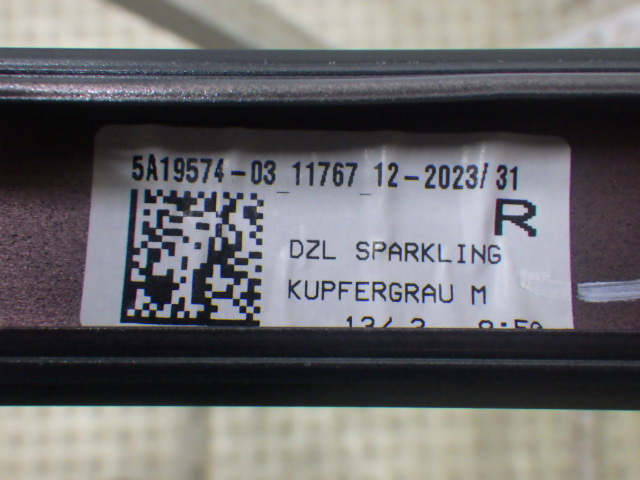 5A19574-03_11767_12-2023/31
R
DZL SPARKLING
KUPFERGRAU M